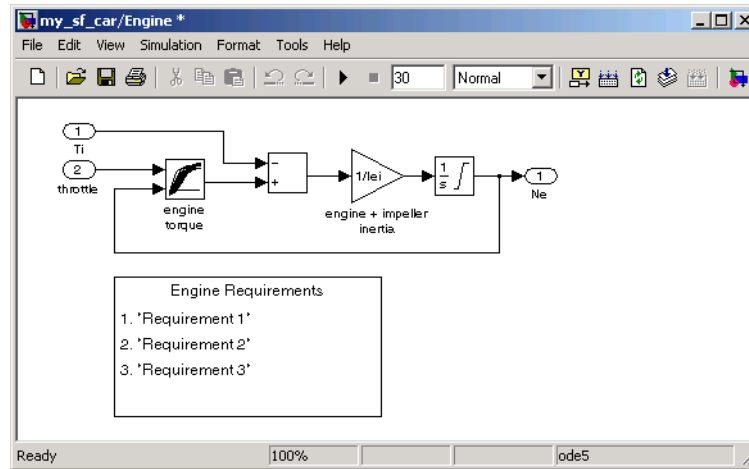 my_sf_car/Engine *
File Edit View Simulation Format Tools Help
30 Normal
1
Ti
2
throttle
engine
torque
−
+
1/Iei
engine + impeller
inertia
1
s
1
Ne
Engine Requirements
1. "Requirement 1"
2. "Requirement 2"
3. "Requirement 3"
Ready 100% ode5